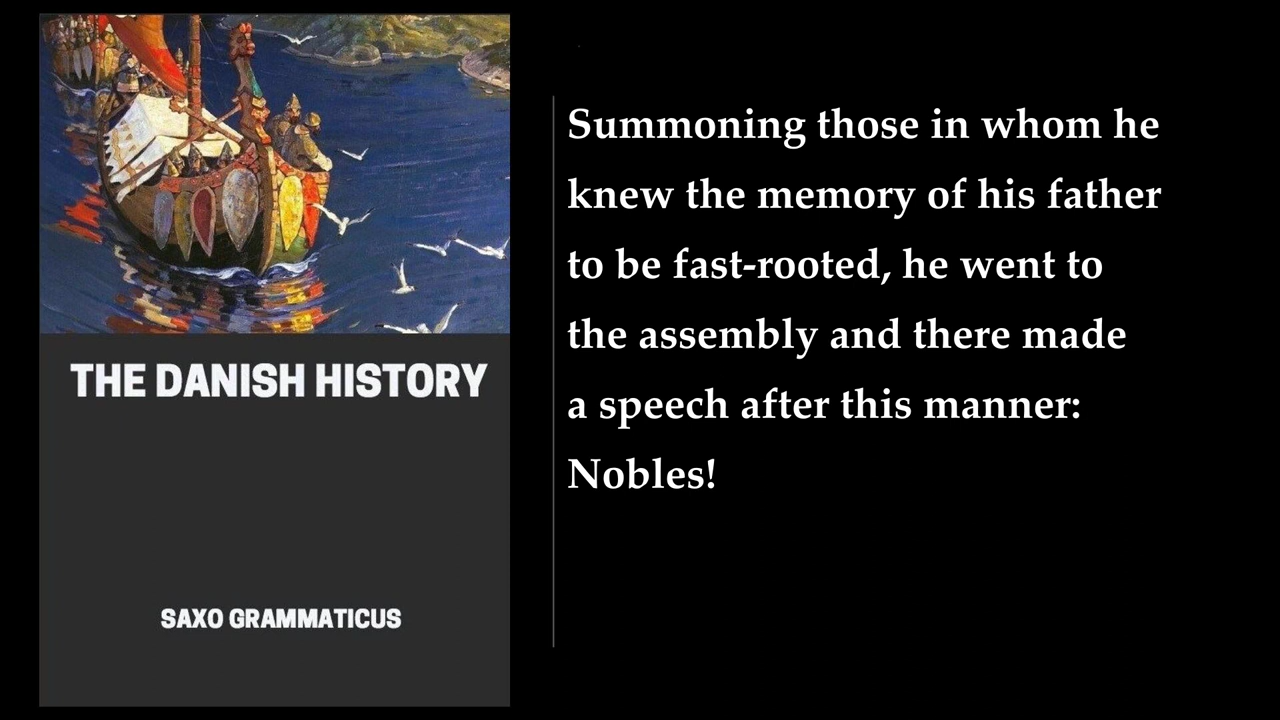 THE DANISH HISTORY
SAXO GRAMMATICUS
Summoning those in whom he
knew the memory of his father
to be fast-rooted, he went to
the assembly and there made
a speech after this manner:
Nobles!